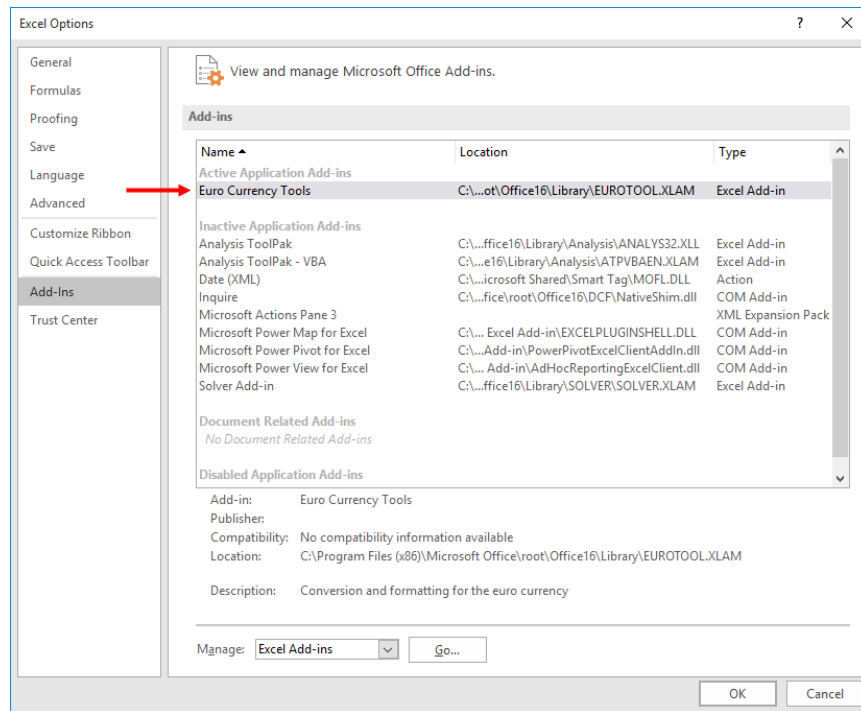 Excel Options ? ×
General
Formulas
Proofing
Save
Language
Advanced
Customize Ribbon
Quick Access Toolbar
Add-Ins
Trust Center
View and manage Microsoft Office Add-ins.
Add-ins
Name Location Type
Active Application Add-ins
Euro Currency Tools C:\...ot\Office16\Library\EUROTOOL.XLAM Excel Add-in
Inactive Application Add-ins
Analysis ToolPak C:\...ffice16\Library\Analysis\ANALYS32.XLL Excel Add-in
Analysis ToolPak - VBA C:\...e16\Library\Analysis\ATPVBAEN.XLAM Excel Add-in
Date (XML) C:\...icrosoft Shared\Smart Tag\MOFL.DLL Action
Inquire C:\...fice\root\Office16\DCF\NativeShim.dll COM Add-in
Microsoft Actions Pane 3 XML Expansion Pack
Microsoft Power Map for Excel C:\... Excel Add-in\EXCELPLUGINSHELL.DLL COM Add-in
Microsoft Power Pivot for Excel C:\...Add-in\PowerPivotExcelClientAddIn.dll COM Add-in
Microsoft Power View for Excel C:\... Add-in\AdHocReportingExcelClient.dll COM Add-in
Solver Add-in C:\...ffice16\Library\SOLVER\SOLVER.XLAM Excel Add-in
Document Related Add-ins
No Document Related Add-ins
Disabled Application Add-ins
Add-in: Euro Currency Tools
Publisher:
Compatibility: No compatibility information available
Location: C:\Program Files (x86)\Microsoft Office\root\Office16\Library\EUROTOOL.XLAM
Description: Conversion and formatting for the euro currency
Manage: Excel Add-ins Go...
OK Cancel